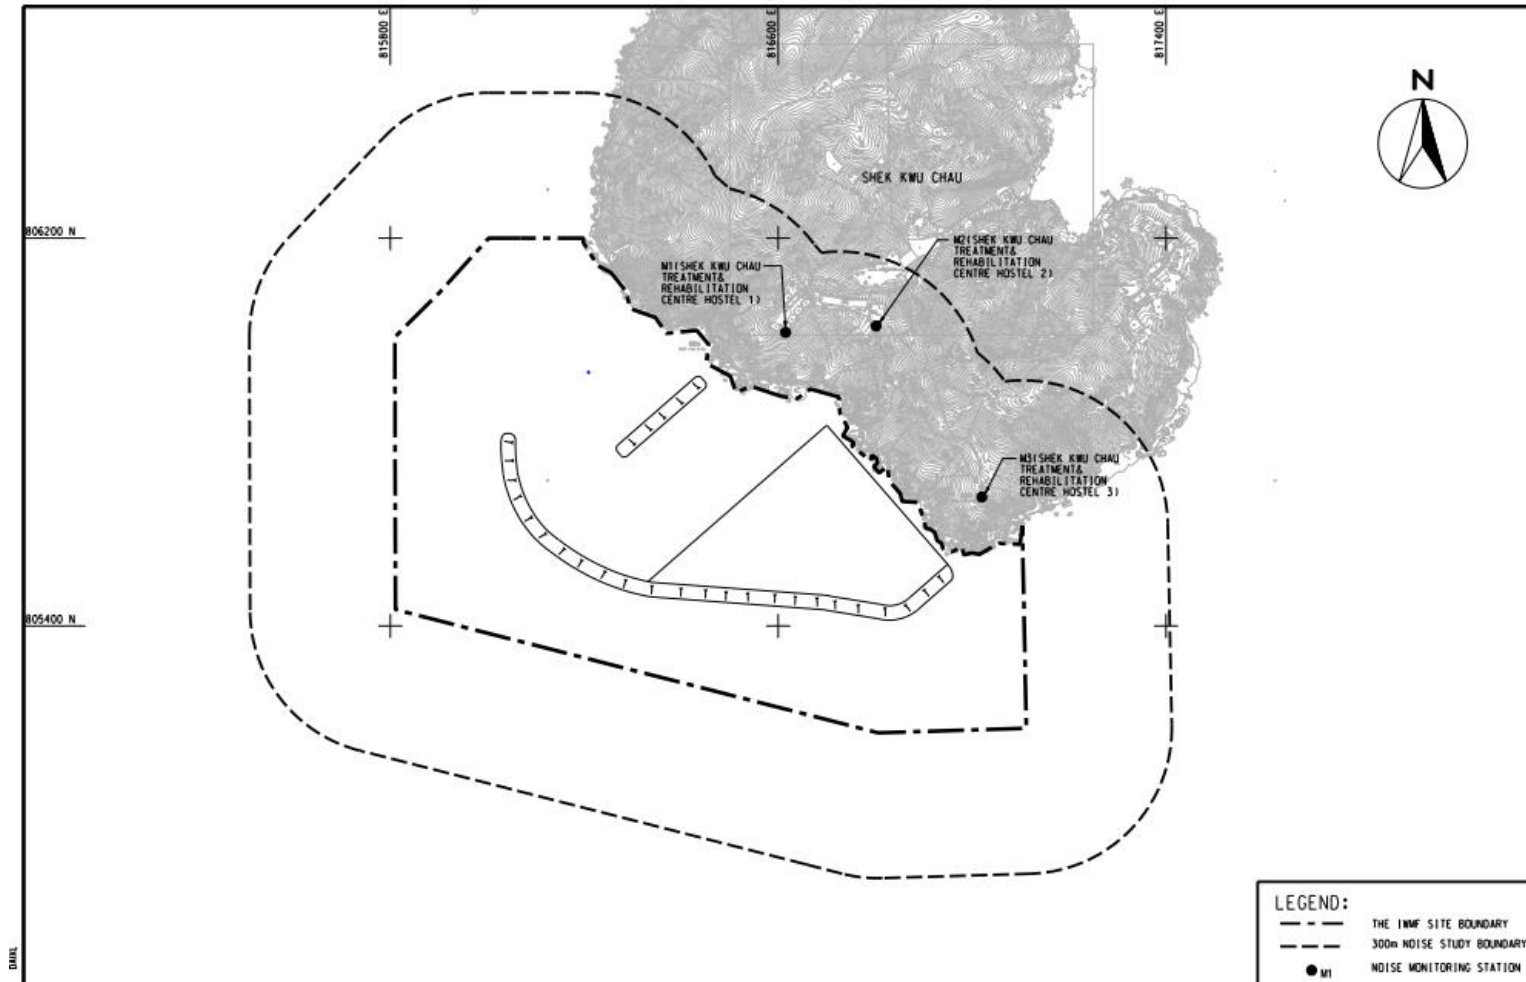 815800 E
816600 E
817400 E
N
SHEK KWU CHAU
806200 N
M1(SHEK KWU CHAU
TREATMENT&
REHABILITATION
CENTRE HOSTEL 1)
M2(SHEK KWU CHAU
TREATMENT&
REHABILITATION
CENTRE HOSTEL 2)
M3(SHEK KWU CHAU
TREATMENT&
REHABILITATION
CENTRE HOSTEL 3)
805400 N
LEGEND:
THE IWMF SITE BOUNDARY
300m NOISE STUDY BOUNDARY
M1 NOISE MONITORING STATION